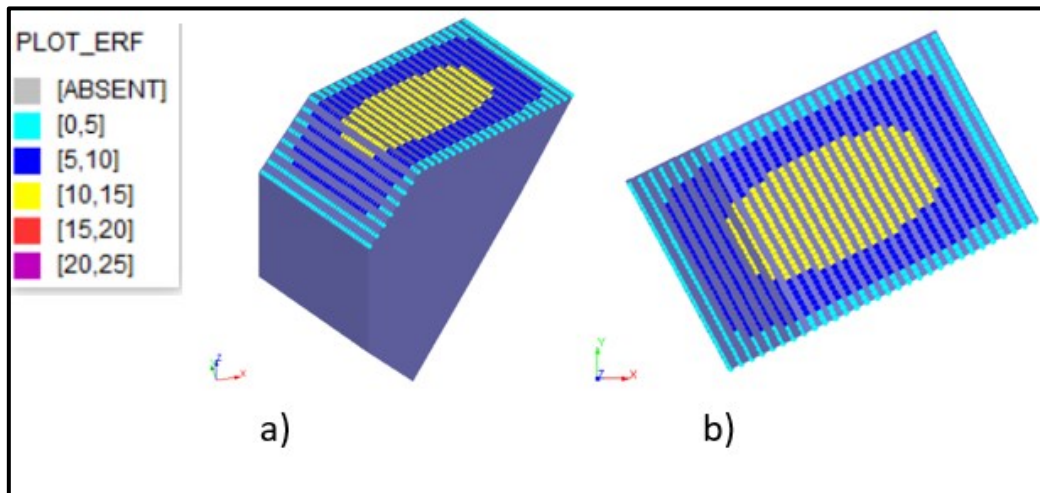 PLOT_ERF
[ABSENT]
[0,5]
[5,10]
[10,15]
[15,20]
[20,25]
Z
X
Y
Z
X
a)
b)